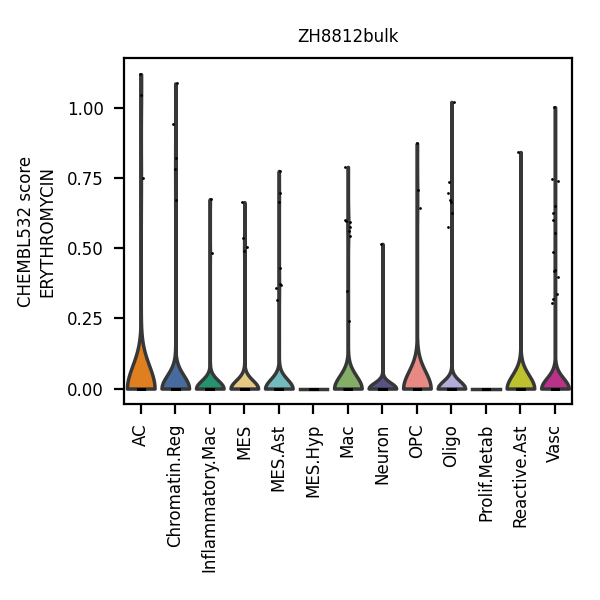 ZH8812bulk
CHEMBL532 score
ERYTHROMYCIN
1.00
0.75
0.50
0.25
0.00
AC
Chromatin.Reg
Inflammatory.Mac
MES
MES.Ast
MES.Hyp
Mac
Neuron
OPC
Oligo
Prolif.Metab
Reactive.Ast
Vasc